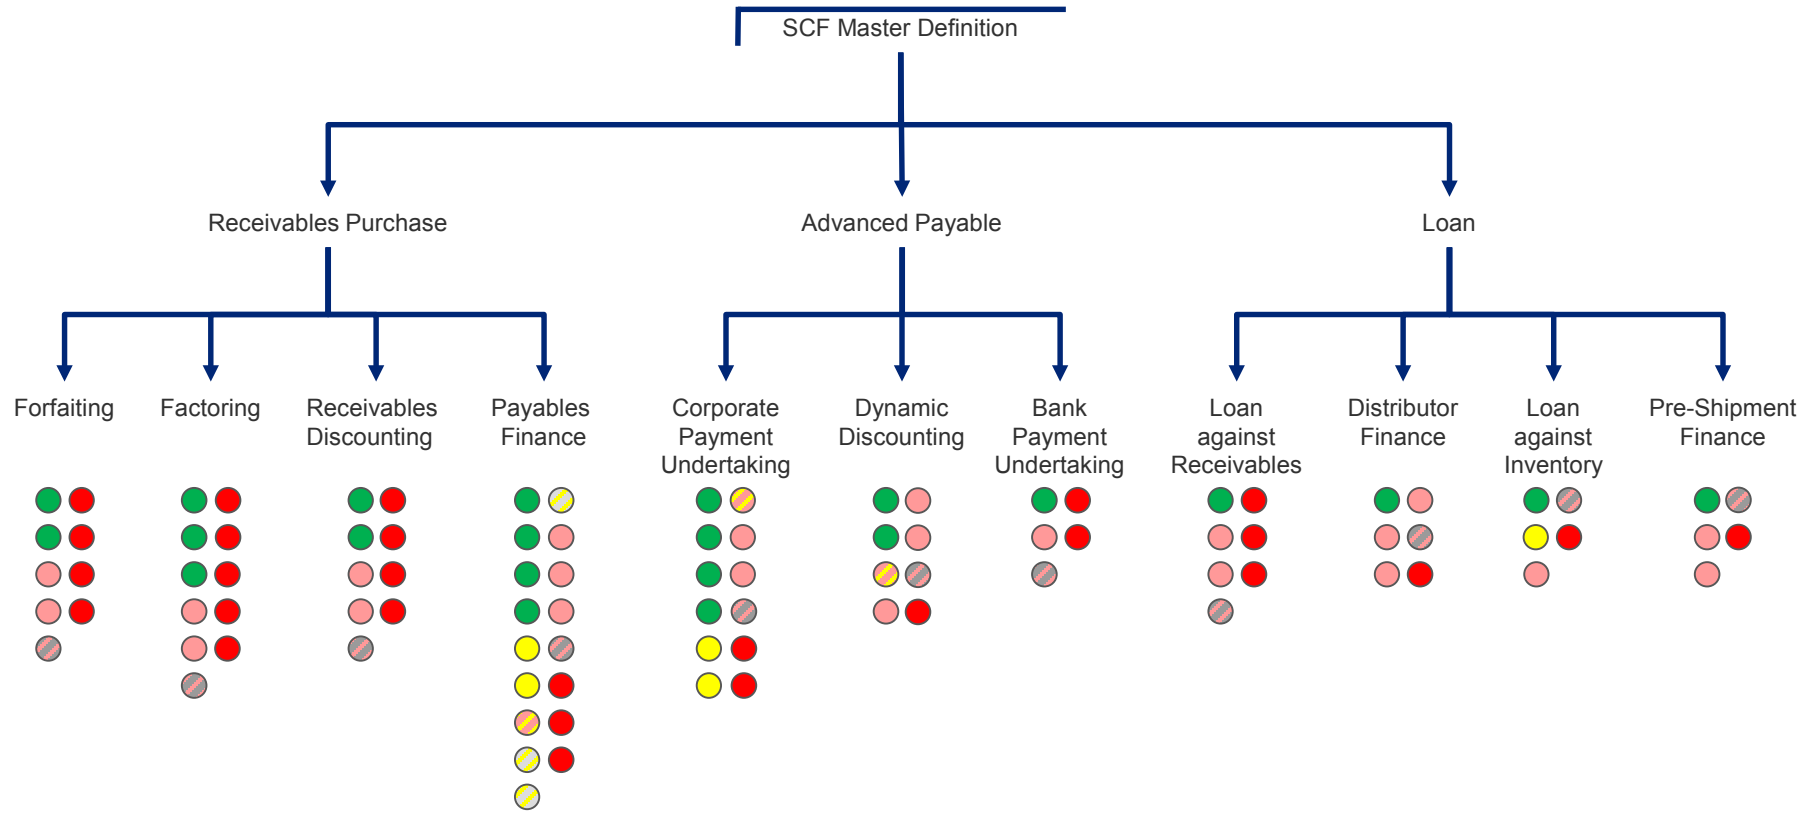 SCF Master Definition
Receivables Purchase
Advanced Payable
Loan
Forfaiting
Factoring
Receivables
Discounting
Payables
Finance
Corporate
Payment
Undertaking
Dynamic
Discounting
Bank
Payment
Undertaking
Loan
against
Receivables
Distributor
Finance
Loan
against
Inventory
Pre-Shipment
Finance